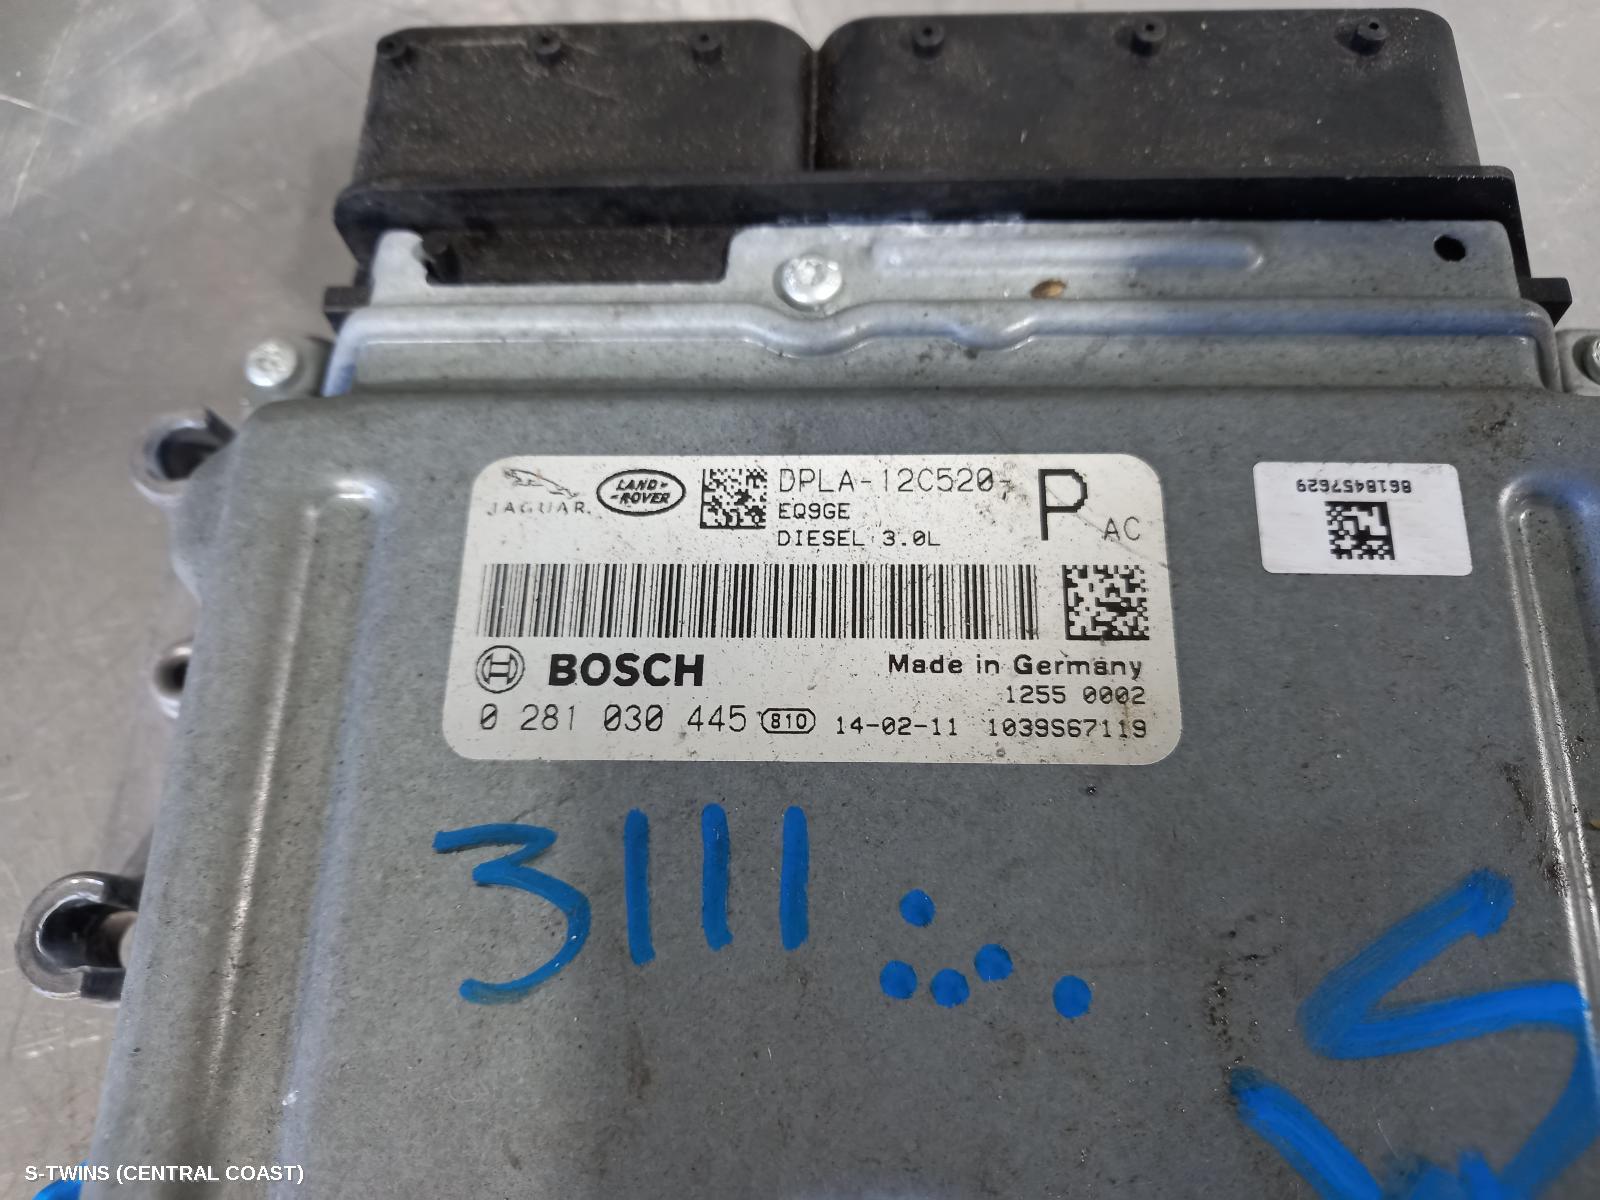 JAGUAR
LAND-
-ROVER
DPLA-12C520-
P AC
EQ9GE
DIESEL 3.0L
8618457629
BOSCH
Made in Germany
1255 0002
0 281 030 445 810 14-02-11 1039S67119
3111
S
S-TWINS (CENTRAL COAST)